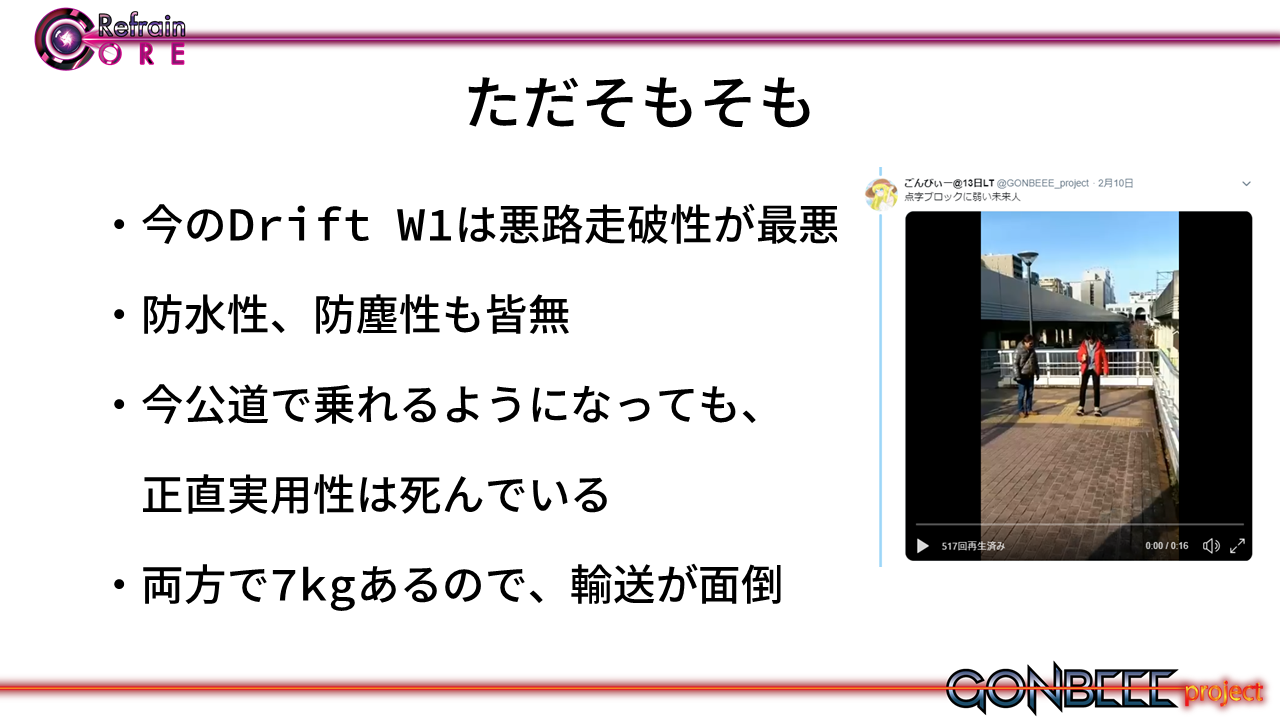 Refrain
CORE
ただそもそも
・今のDrift W1は悪路走破性が最悪
・防水性、防塵性も皆無
・今公道で乗れるようになっても、
正直実用性は死んでいる
・両方で7kgあるので、輸送が面倒
ごんびぃー@13日LT @GONBEEE_project · 2月10日
点字ブロックに弱い未来人
517回再生済み
0:00 / 0:16
GONBEEE project